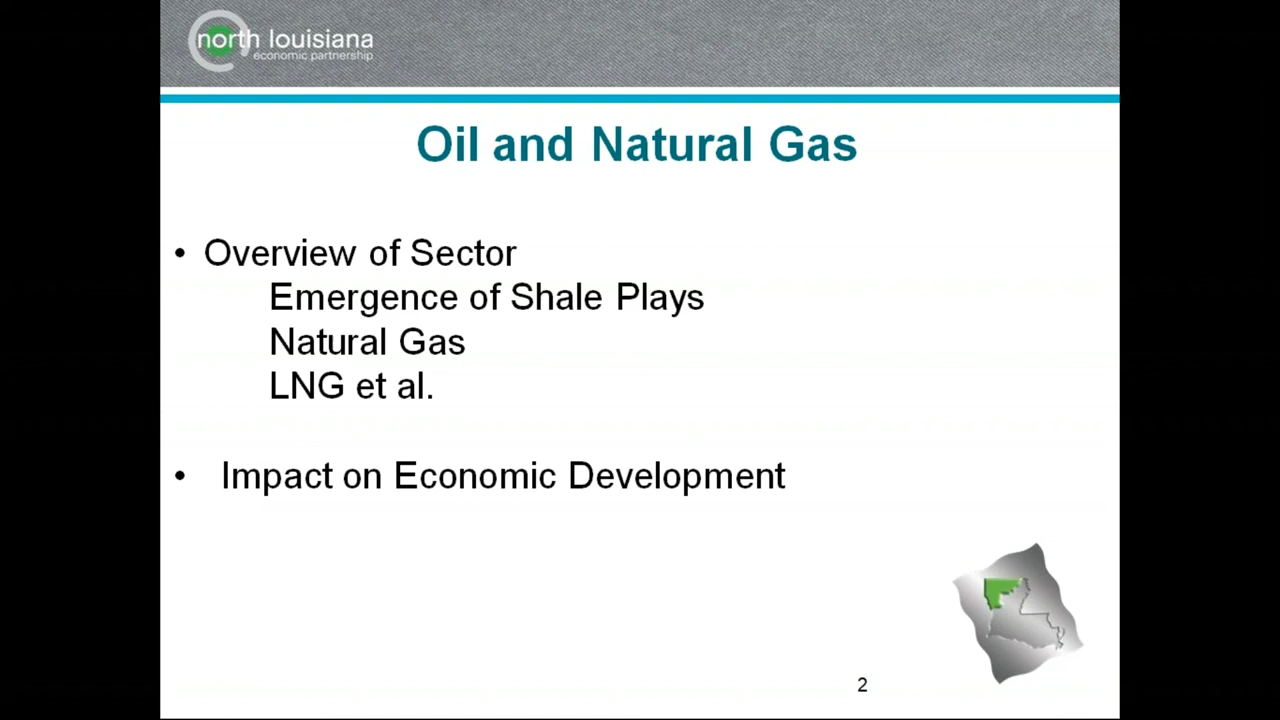 north louisiana
economic partnership
Oil and Natural Gas
• Overview of Sector
Emergence of Shale Plays
Natural Gas
LNG et al.
• Impact on Economic Development
2